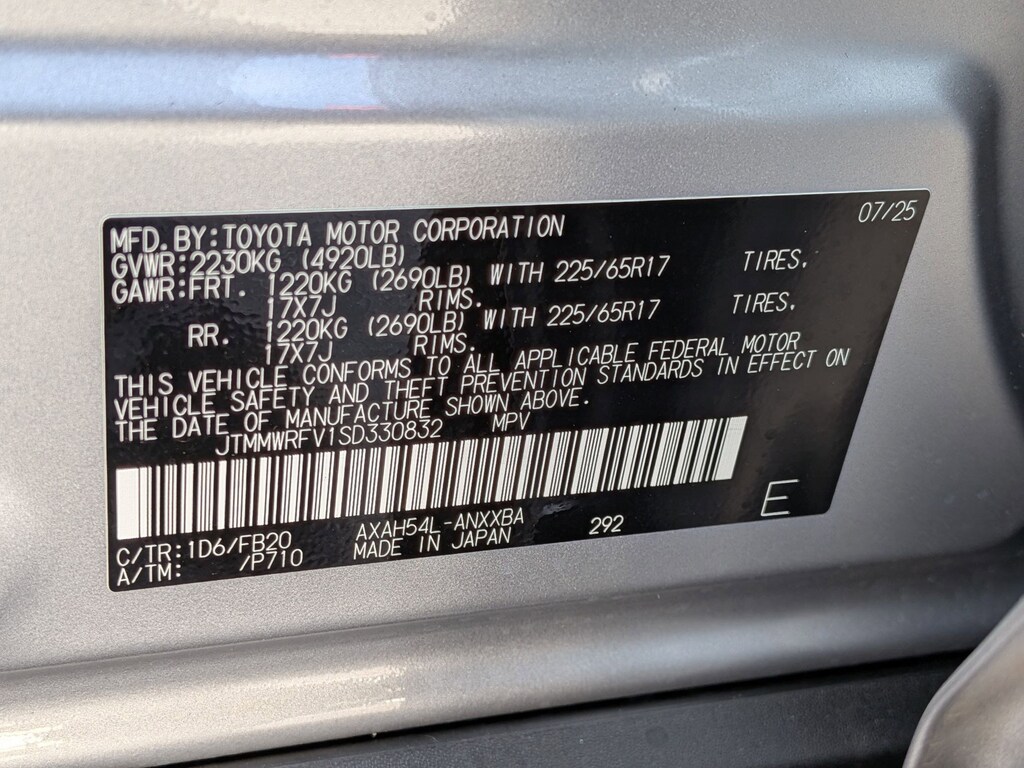 07/25
MFD.BY:TOYOTA MOTOR CORPORATION
GVWR:2230KG (4920LB)
GAWR:FRT. 1220KG (2690LB) WITH 225/65R17 TIRES,
17X7J RIMS.
RR. 1220KG (2690LB) WITH 225/65R17 TIRES,
17X7J RIMS.
THIS VEHICLE CONFORMS TO ALL APPLICABLE FEDERAL MOTOR
VEHICLE SAFETY AND THEFT PREVENTION STANDARDS IN EFFECT ON
THE DATE OF MANUFACTURE SHOWN ABOVE.
JTMMWRFV1SD330832 MPV
C/TR:1D6/FB20 AXAH54L-ANXXBA 292 E
A/TM: /P710 MADE IN JAPAN